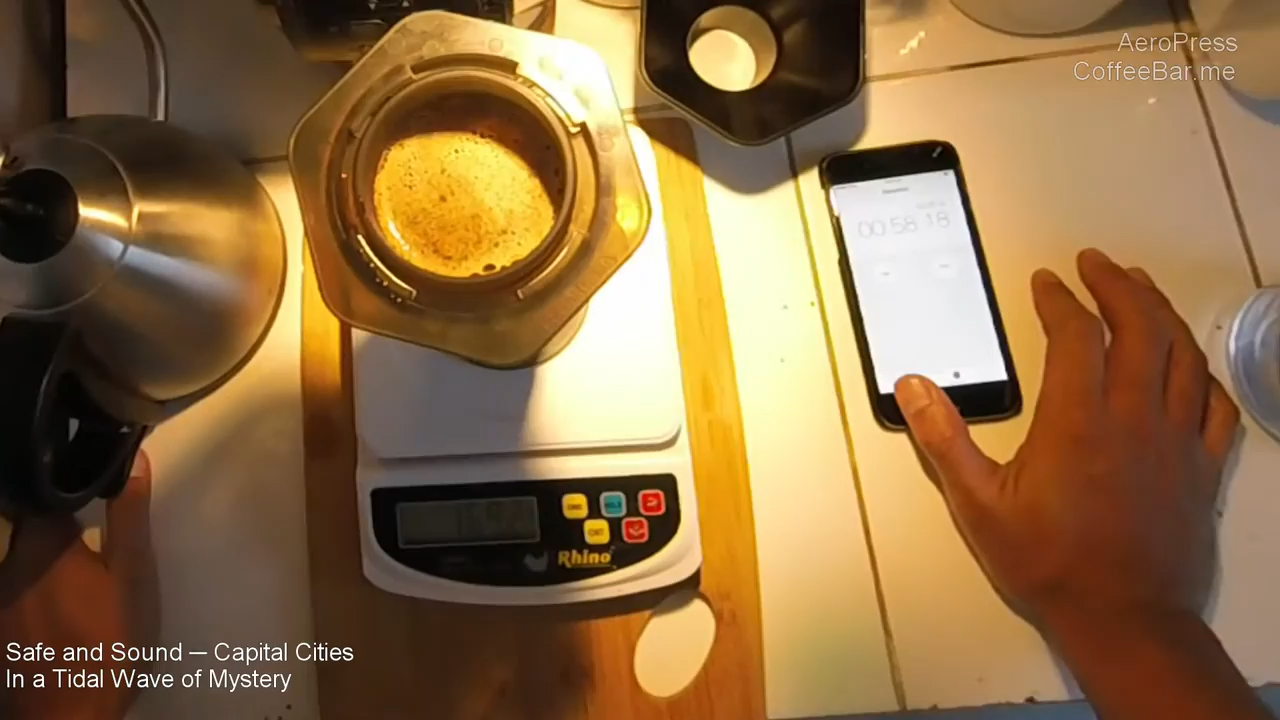 AeroPress
CoffeeBar.me
00:58.18
Rhino
Safe and Sound — Capital Cities
In a Tidal Wave of Mystery